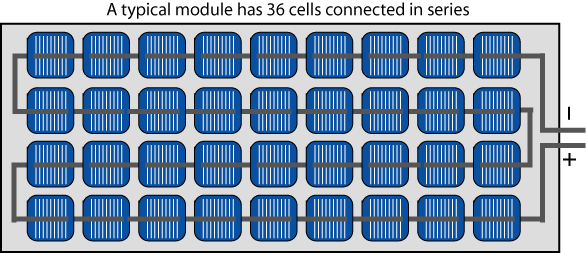 A typical module has 36 cells connected in series
–
+